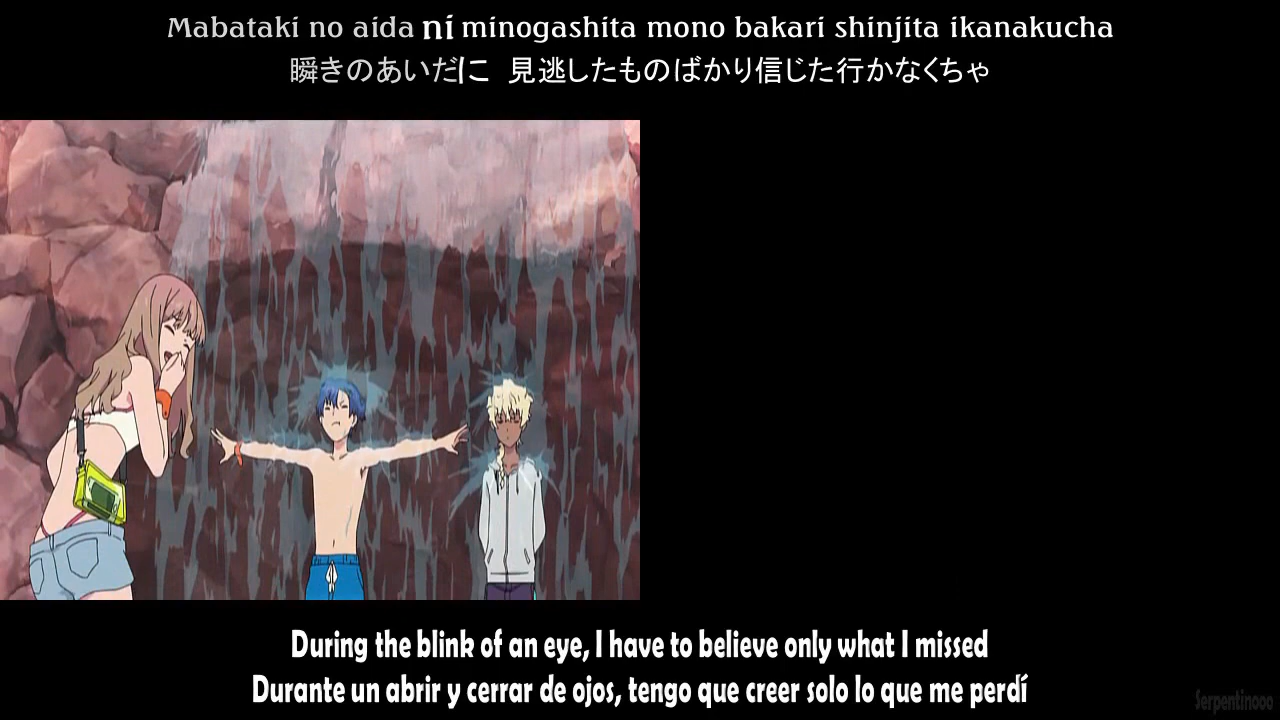 Mabataki no aida ni minogashita mono bakari shinjita ikanakucha
瞬きのあいだに 見逃したものばかり信じた行かなくちゃ
During the blink of an eye, I have to believe only what I missed
Durante un abrir y cerrar de ojos, tengo que creer solo lo que me perdí
Serpentinooo